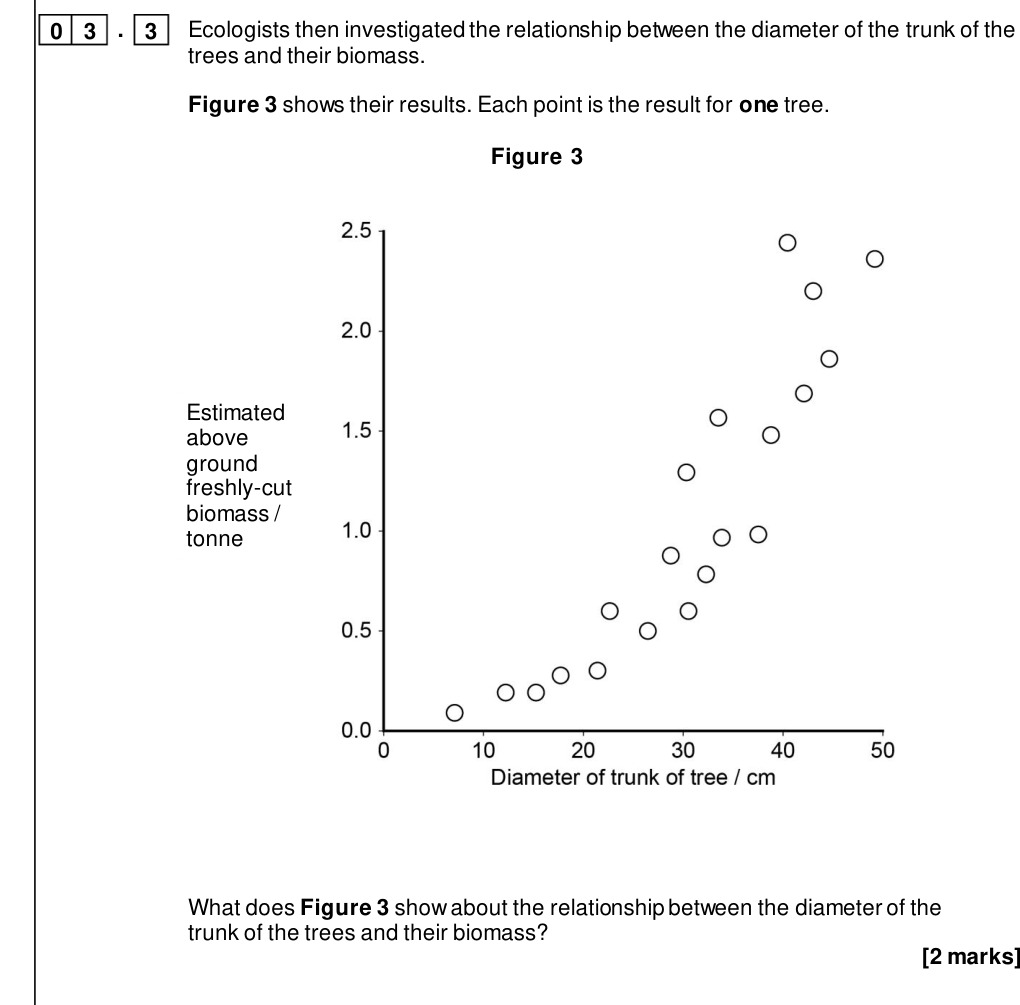 0 3 . 3 Ecologists then investigated the relationship between the diameter of the trunk of the
trees and their biomass.
Figure 3 shows their results. Each point is the result for one tree.
Figure 3
2.5
2.0
1.5
1.0
0.5
0.0
Estimated
above
ground
freshly-cut
biomass /
tonne
0 10 20 30 40 50
Diameter of trunk of tree / cm
What does Figure 3 show about the relationship between the diameter of the
trunk of the trees and their biomass?
[2 marks]